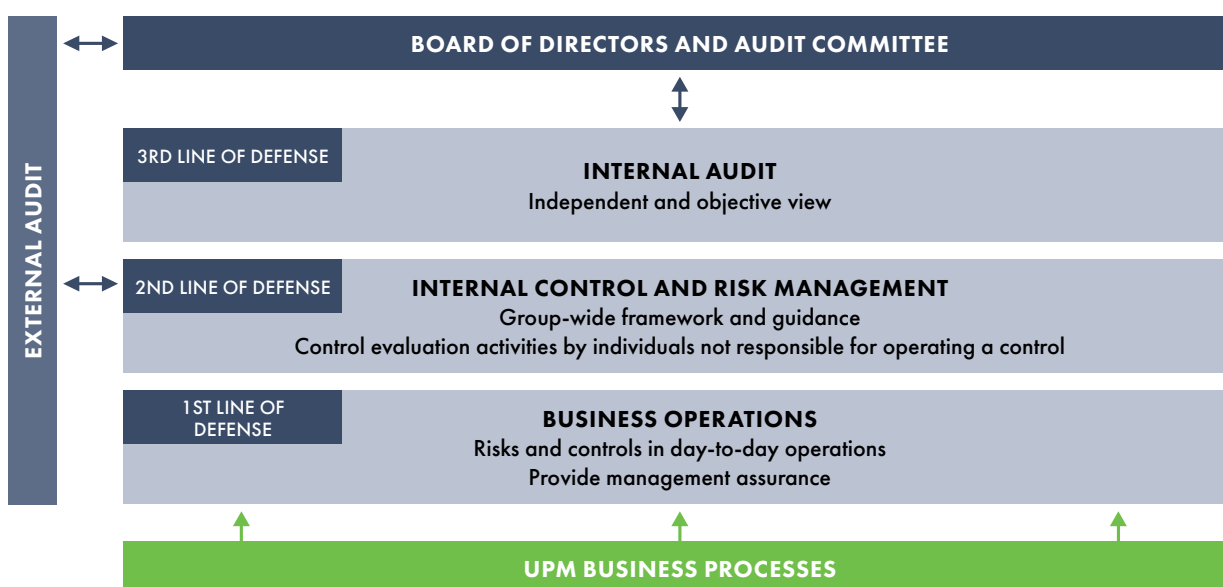 EXTERNAL AUDIT
BOARD OF DIRECTORS AND AUDIT COMMITTEE
3RD LINE OF DEFENSE
INTERNAL AUDIT
Independent and objective view
2ND LINE OF DEFENSE
INTERNAL CONTROL AND RISK MANAGEMENT
Group-wide framework and guidance
Control evaluation activities by individuals not responsible for operating a control
1ST LINE OF
DEFENSE
BUSINESS OPERATIONS
Risks and controls in day-to-day operations
Provide management assurance
UPM BUSINESS PROCESSES